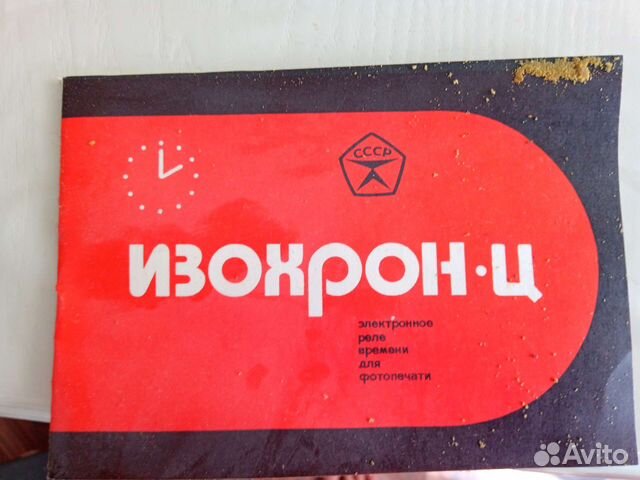 СССР
ИЗОХРОН·Ц
электронное
реле
времени
для
фотопечати
Avito